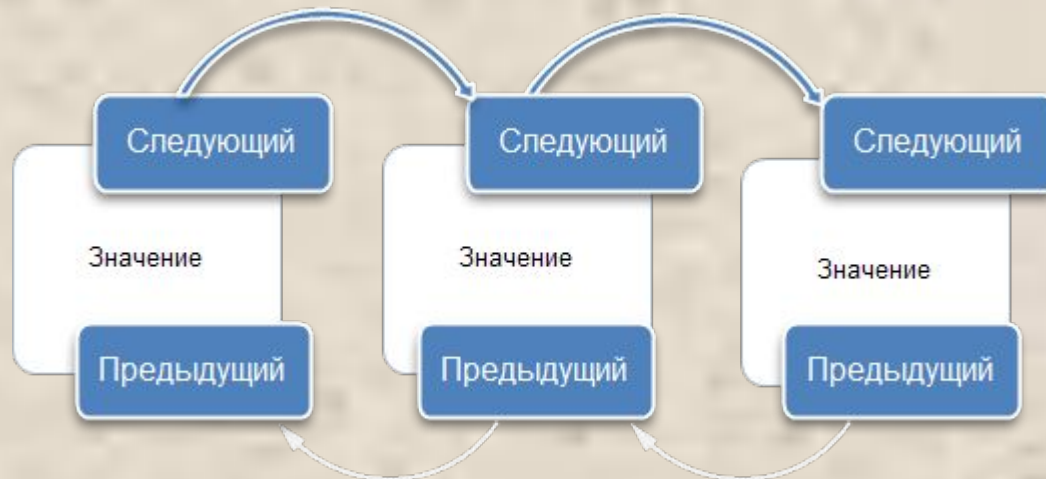 Следующий
Следующий
Следующий
Значение
Значение
Значение
Предыдущий
Предыдущий
Предыдущий